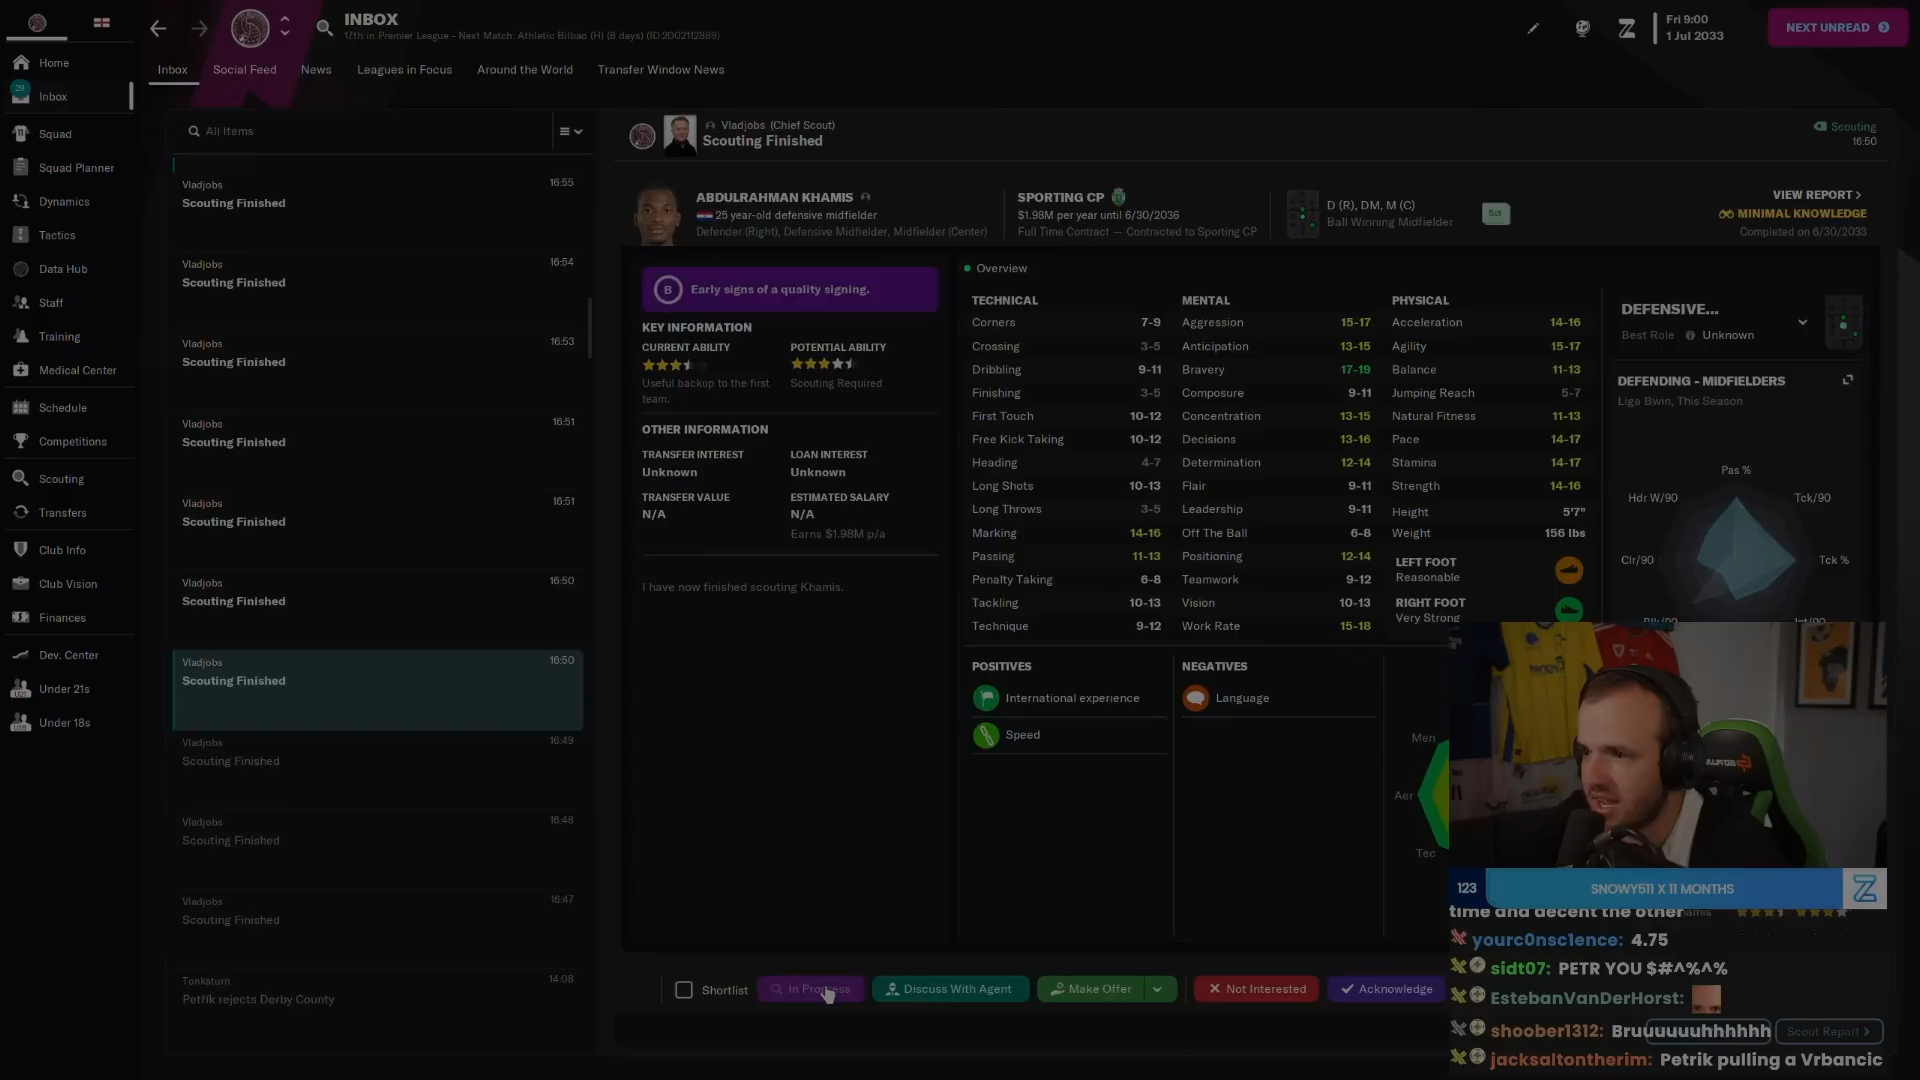 INBOX
17th in Premier League - Next Match: Athletic Bilbao (H) (8 days) (ID:2002112889)
Fri 9:00
1 Jul 2033
NEXT UNREAD
Inbox
Social Feed
News
Leagues in Focus
Around the World
Transfer Window News
Home
29
Inbox
Squad
Squad Planner
Dynamics
Tactics
Data Hub
Staff
Training
Medical Center
Schedule
Competitions
Scouting
Transfers
Club Info
Club Vision
Finances
Dev. Center
Under 21s
Under 18s
All Items
Vladjobs 16:55
Scouting Finished
Vladjobs 16:54
Scouting Finished
Vladjobs 16:53
Scouting Finished
Vladjobs 16:51
Scouting Finished
Vladjobs 16:51
Scouting Finished
Vladjobs 16:50
Scouting Finished
Vladjobs 16:50
Scouting Finished
Vladjobs 16:49
Scouting Finished
Vladjobs 16:48
Scouting Finished
Vladjobs 16:47
Scouting Finished
Tonkaturn 14:08
Petřík rejects Derby County
Vladjobs (Chief Scout)
Scouting Finished
Scouting
16:50
ABDULRAHMAN KHAMIS
25 year-old defensive midfielder
Defender (Right), Defensive Midfielder, Midfielder (Center)
SPORTING CP
$1.98M per year until 6/30/2036
Full Time Contract — Contracted to Sporting CP
D (R), DM, M (C)
Ball Winning Midfielder
Sct
VIEW REPORT >
MINIMAL KNOWLEDGE
Completed on 6/30/2033
B Early signs of a quality signing.
KEY INFORMATION
CURRENT ABILITY
Useful backup to the first
team.
POTENTIAL ABILITY
Scouting Required
OTHER INFORMATION
TRANSFER INTEREST
Unknown
LOAN INTEREST
Unknown
TRANSFER VALUE
N/A
ESTIMATED SALARY
N/A
Earns $1.98M p/a
I have now finished scouting Khamis.
Overview
TECHNICAL
Corners 7-9
Crossing 3-5
Dribbling 9-11
Finishing 3-5
First Touch 10-12
Free Kick Taking 10-12
Heading 4-7
Long Shots 10-13
Long Throws 3-5
Marking 14-16
Passing 11-13
Penalty Taking 6-8
Tackling 10-13
Technique 9-12
MENTAL
Aggression 15-17
Anticipation 13-15
Bravery 17-19
Composure 9-11
Concentration 13-15
Decisions 13-16
Determination 12-14
Flair 9-11
Leadership 9-11
Off The Ball 6-8
Positioning 12-14
Teamwork 9-12
Vision 10-13
Work Rate 15-18
PHYSICAL
Acceleration 14-16
Agility 15-17
Balance 11-13
Jumping Reach 5-7
Natural Fitness 11-13
Pace 14-17
Stamina 14-17
Strength 14-16
Height 5'7"
Weight 156 lbs
LEFT FOOT
Reasonable
RIGHT FOOT
Very Strong
DEFENSIVE...
Best Role Unknown
DEFENDING - MIDFIELDERS
Liga Bwin, This Season
Pas %
Hdr W/90
Tck/90
Clr/90
Tck %
POSITIVES
International experience
Speed
NEGATIVES
Language
Men
Aer
Tec
Shortlist
In Progress
Discuss With Agent
Make Offer
Not Interested
Acknowledge
Scout Report >
123
SNOWY511 X 11 MONTHS
time and decent the other
yourc0nsc1ence: 4.75
sidt07: PETR YOU $#^%^%
EstebanVanDerHorst:
shoober1312: Bruuuuuuhhhhhh
jacksaltontherim: Petrik pulling a Vrbancic